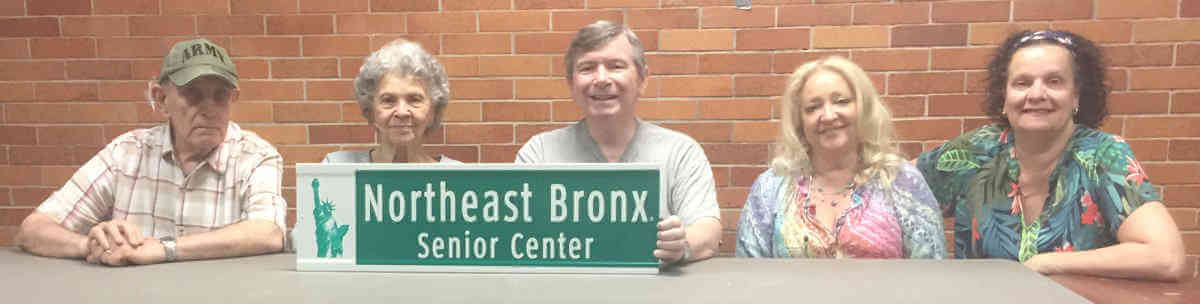 ARMY
Northeast Bronx
Senior Center